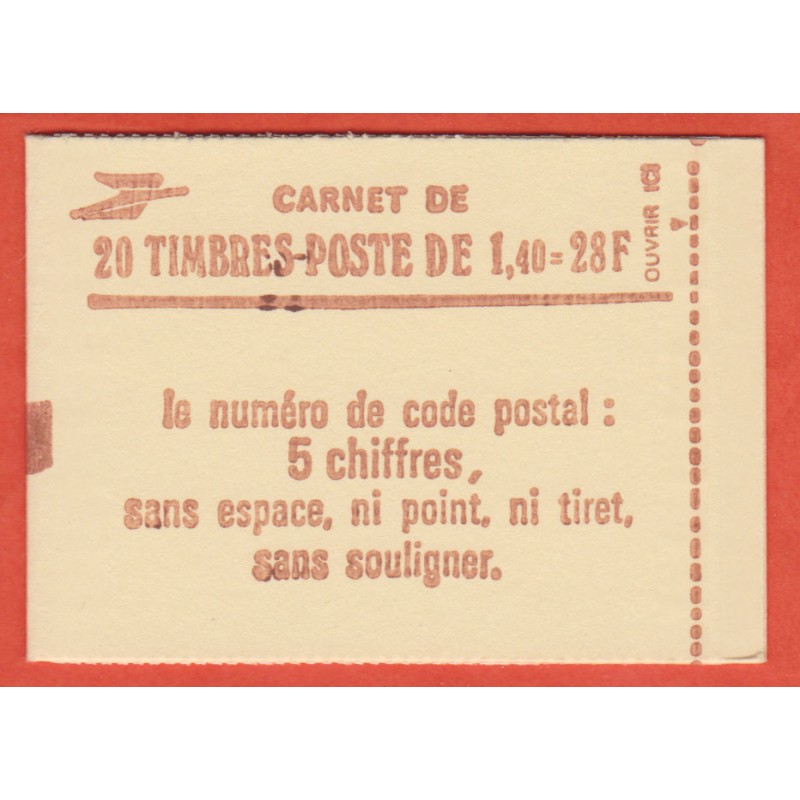 CARNET DE
20 TIMBRES-POSTE DE 1,40=28F
OUVRIR ICI
le numéro de code postal :
5 chiffres,
sans espace, ni point, ni tiret,
sans souligner.